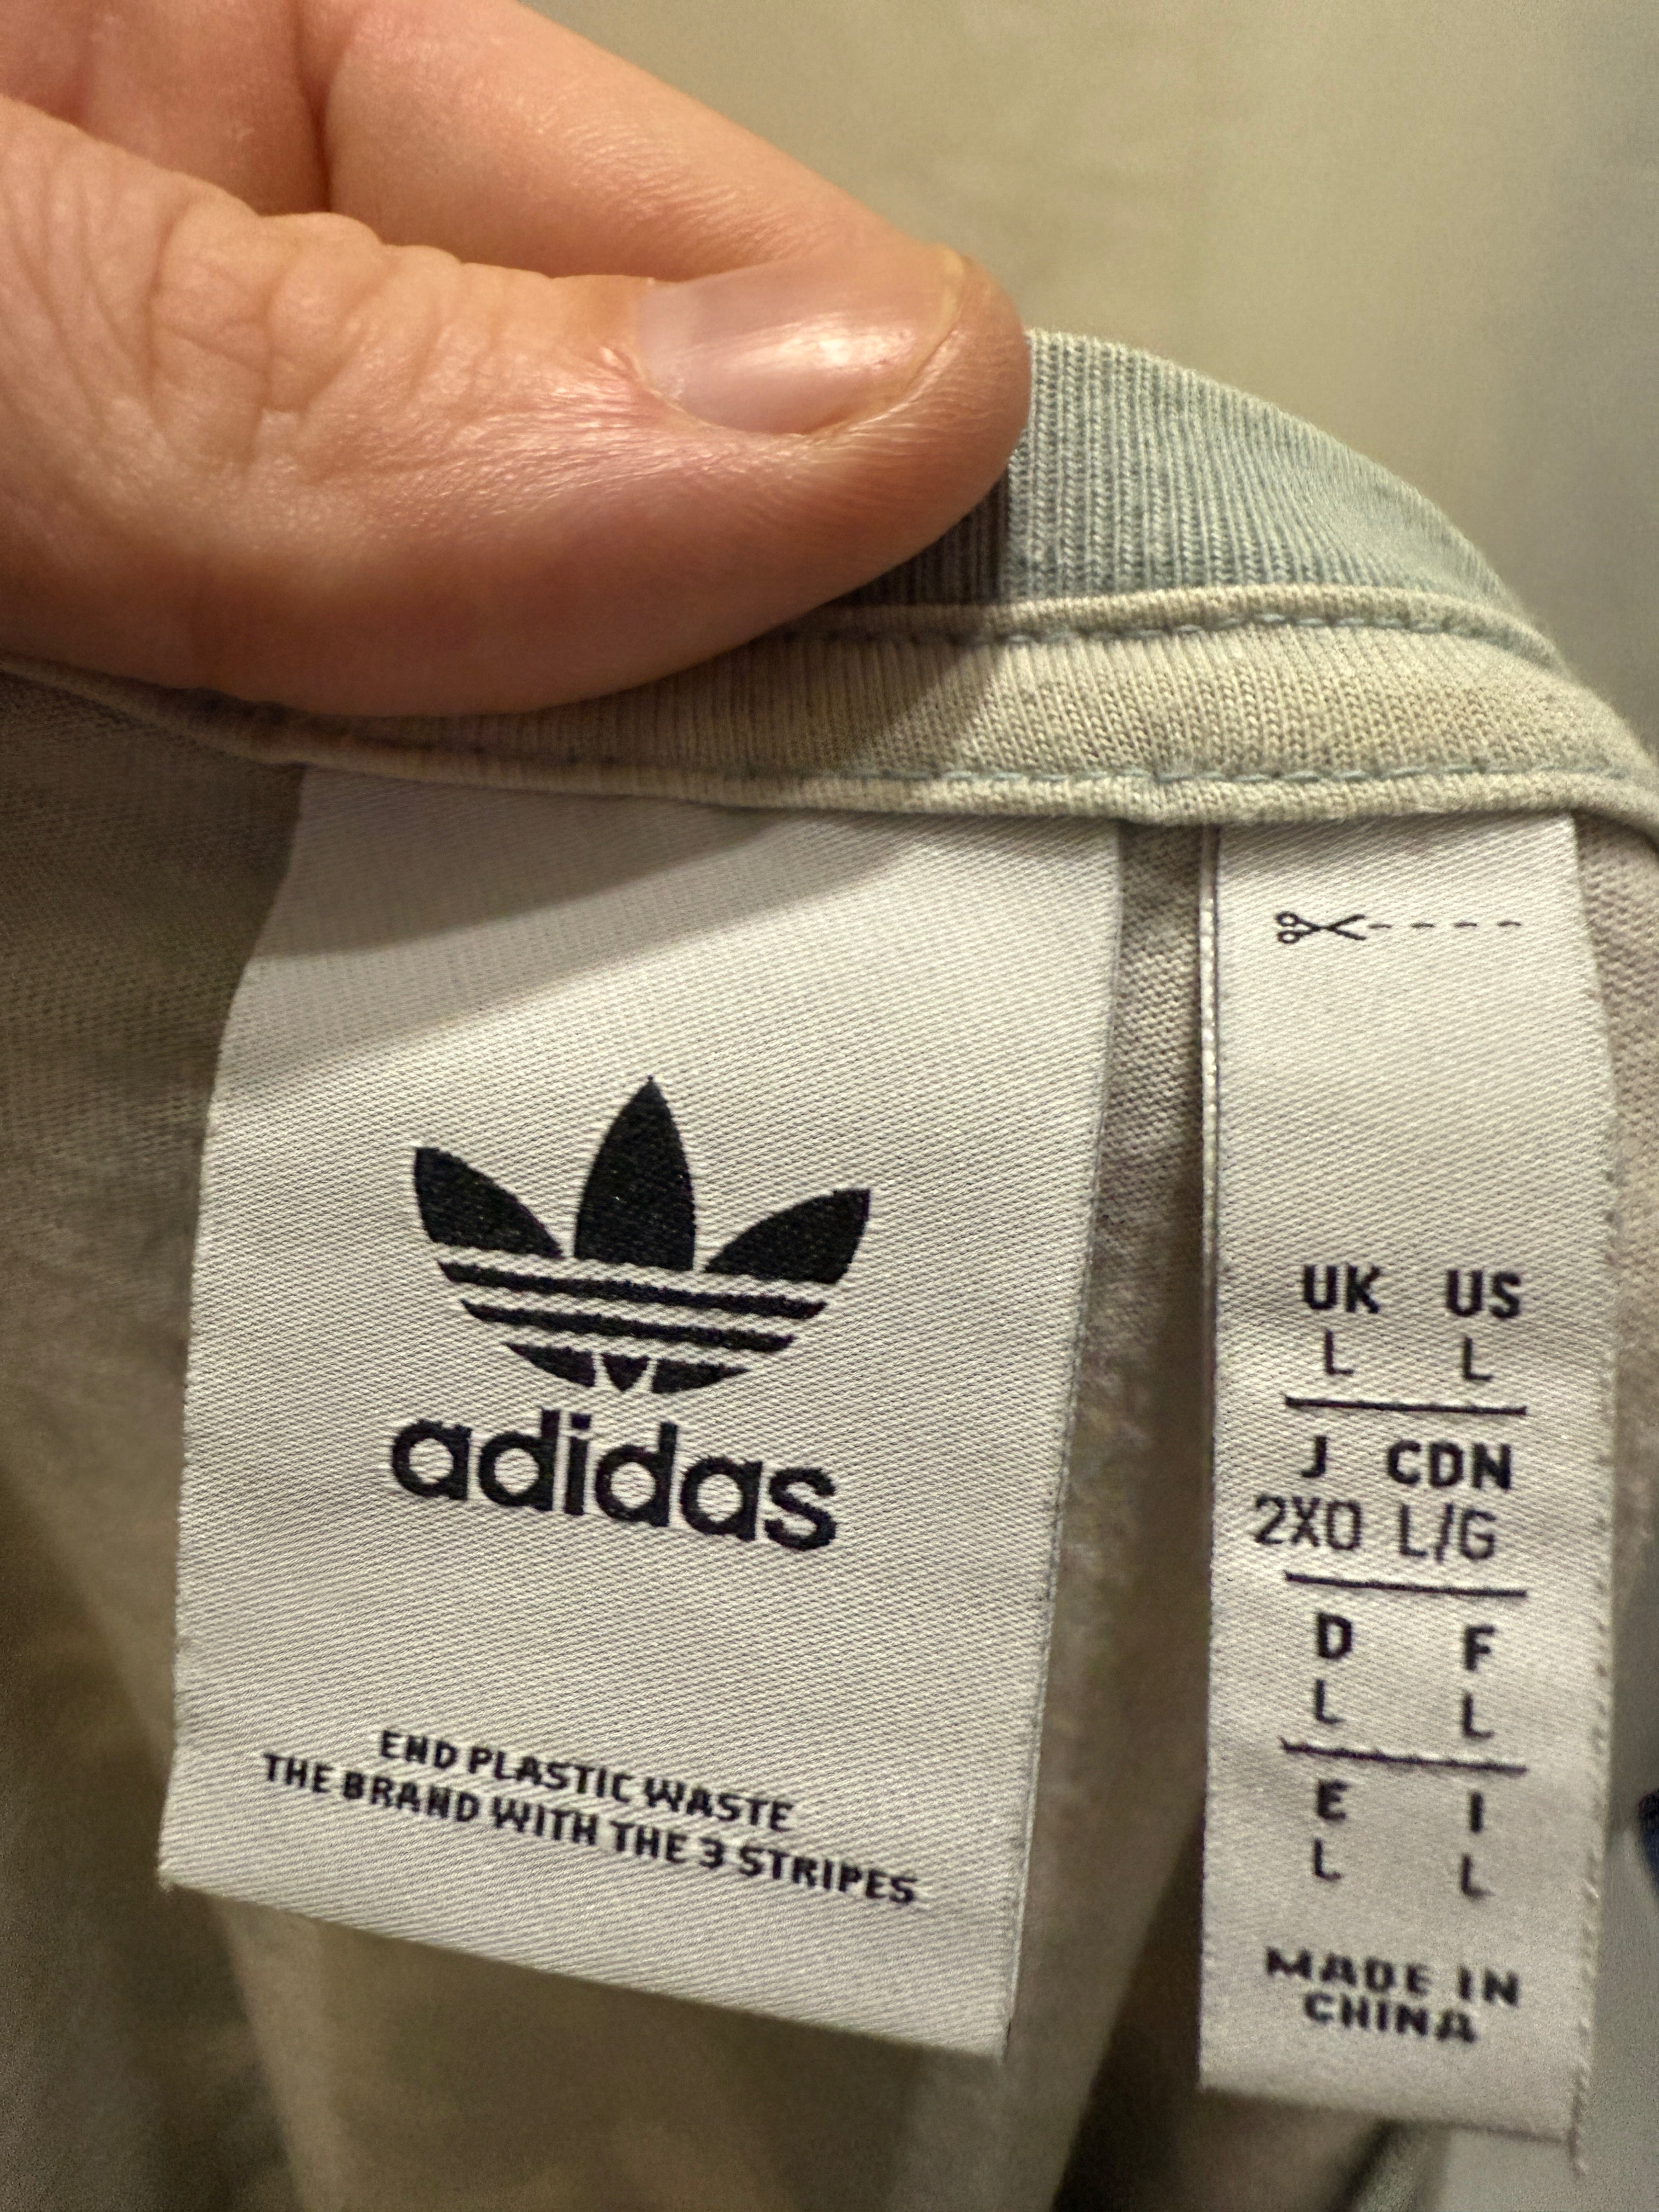 adidas
END PLASTIC WASTE
THE BRAND WITH THE 3 STRIPES
UK US
L L
J CDN
2XO L/G
D F
L L
E I
L L
MADE IN
CHINA